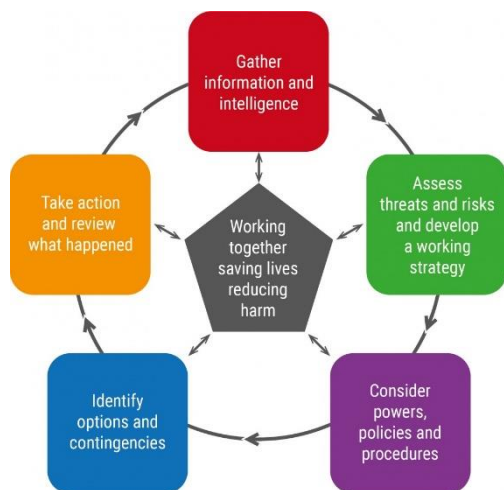 Gather
information and
intelligence
Assess
threats and risks
and develop
a working
strategy
Consider
powers,
policies and
procedures
Identify
options and
contingencies
Take action
and review
what happened
Working
together
saving lives
reducing
harm